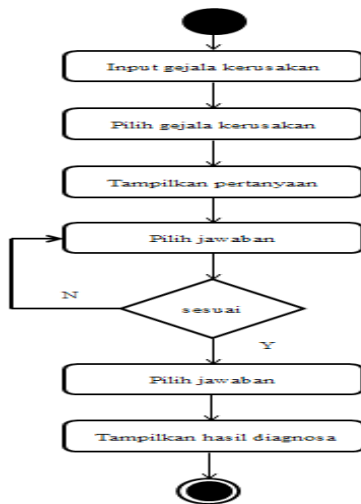 Input gejala kerusakan
Pilih gejala kerusakan
Tampilkan pertanyaan
Pilih jawaban
N
sesuai
Y
Pilih jawaban
Tampilkan hasil diagnosa